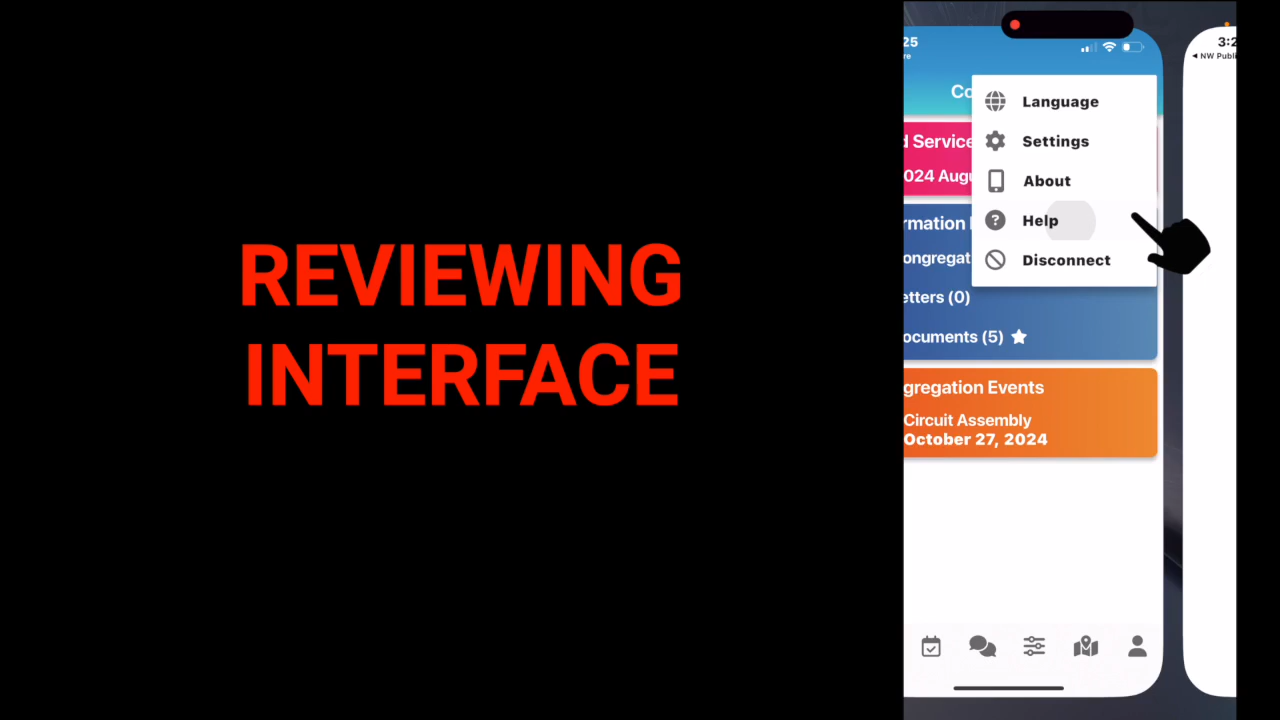 REVIEWING
INTERFACE
25
re
Co
Language
Settings
About
Help
Disconnect
d Service
024 Augu
rmation
ongregat
etters (0)
ocuments (5)
gregation Events
Circuit Assembly
October 27, 2024
3:2
◄ NW Publi